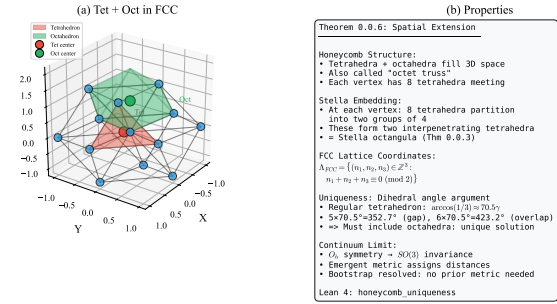 (a) Tet + Oct in FCC
Tetrahedron
Octahedron
Tet center
Oct center
Oct
2.0
1.5
1.0
0.5
0.0
−0.5
−1.0
−1.0
−0.5
0.0
0.5
1.0
Y
−1.0
−0.5
0.0
0.5
1.0
X
(b) Properties
Theorem 0.0.6: Spatial Extension
Honeycomb Structure:
• Tetrahedra + octahedra fill 3D space
• Also called "octet truss"
• Each vertex has 8 tetrahedra meeting
Stella Embedding:
• At each vertex: 8 tetrahedra partition
into two groups of 4
• These form two interpenetrating tetrahedra
• = Stella octangula (Thm 0.0.3)
FCC Lattice Coordinates:
Λ_FCC = {(n₁, n₂, n₃) ∈ ℤ³ :
n₁ + n₂ + n₃ ≡ 0 (mod 2)}
Uniqueness: Dihedral angle argument
• Regular tetrahedron: arccos(1/3) ≈ 70.5γ
• 5×70.5°=352.7° (gap), 6×70.5°=423.2° (overlap)
• => Must include octahedra: unique solution
Continuum Limit:
• O_h symmetry → SO(3) invariance
• Emergent metric assigns distances
• Bootstrap resolved: no prior metric needed
Lean 4: honeycomb_uniqueness